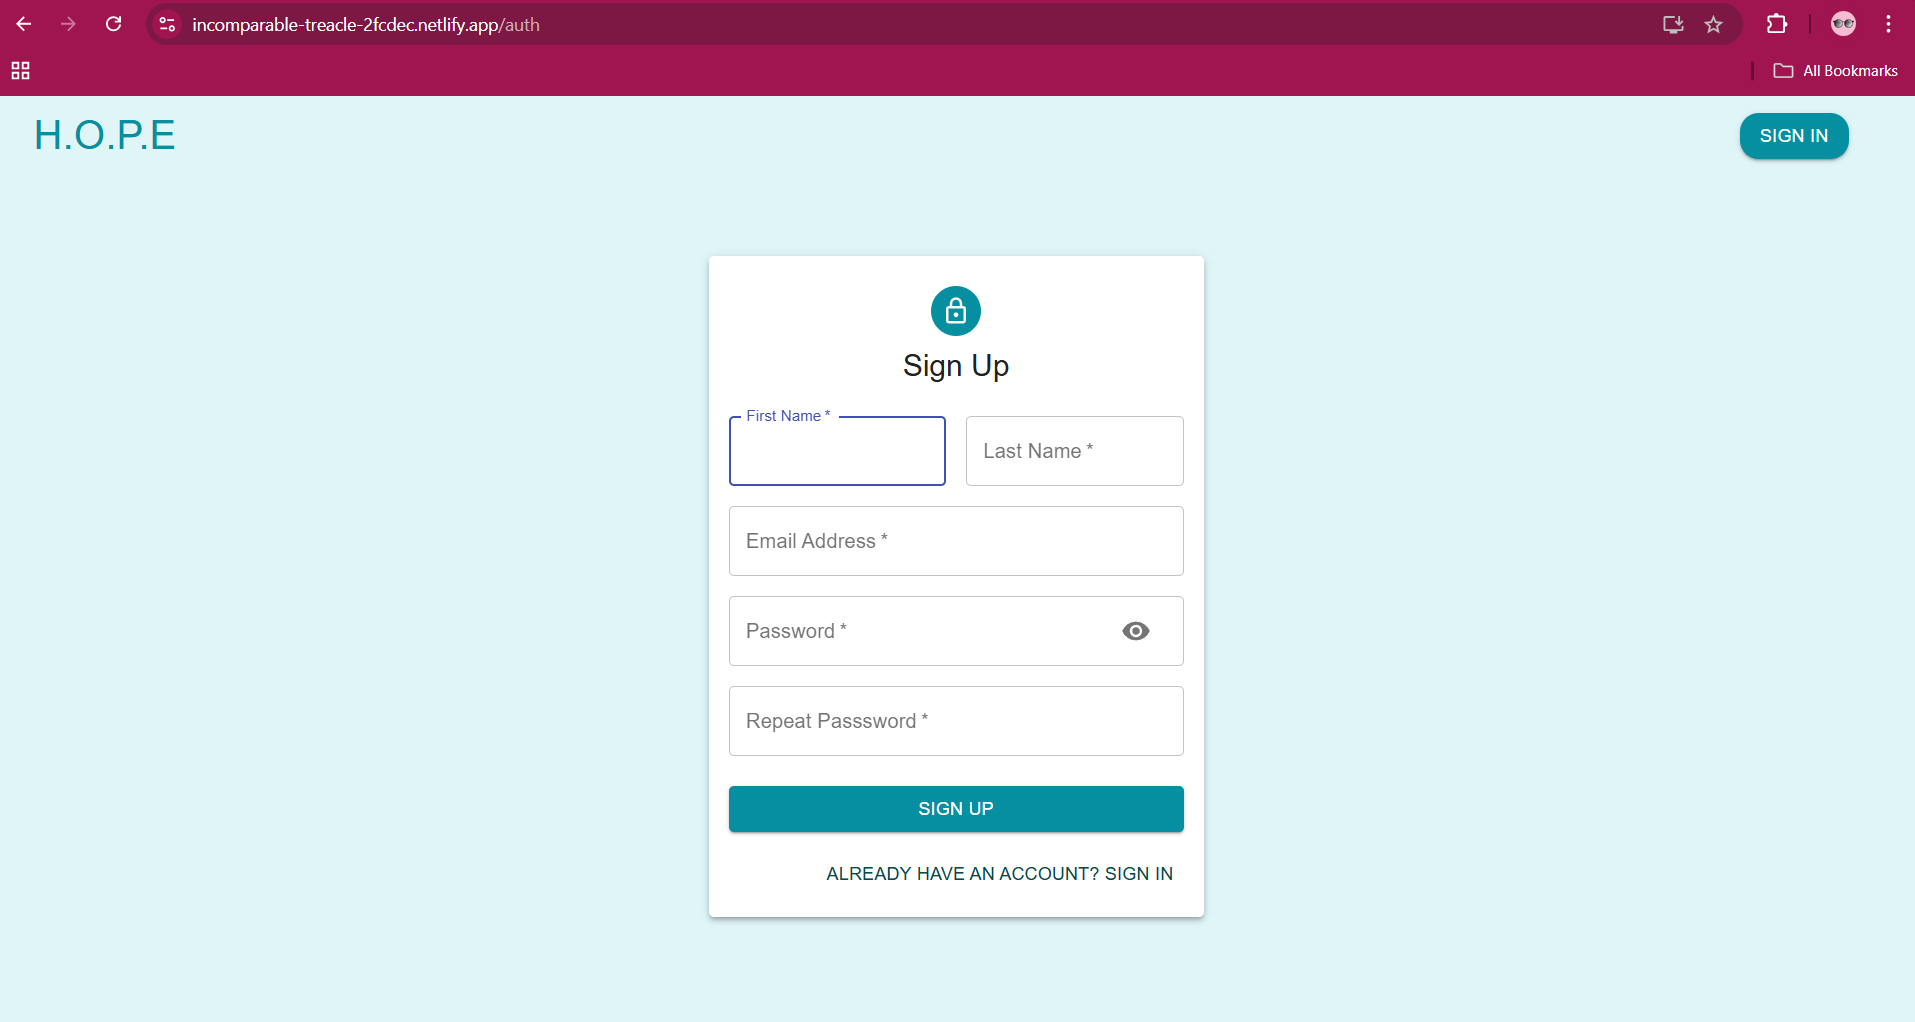 incomparable-treacle-2fcdec.netlify.app/auth
All Bookmarks
H.O.P.E
SIGN IN
Sign Up
First Name *
Last Name *
Email Address *
Password *
Repeat Passsword *
SIGN UP
ALREADY HAVE AN ACCOUNT? SIGN IN